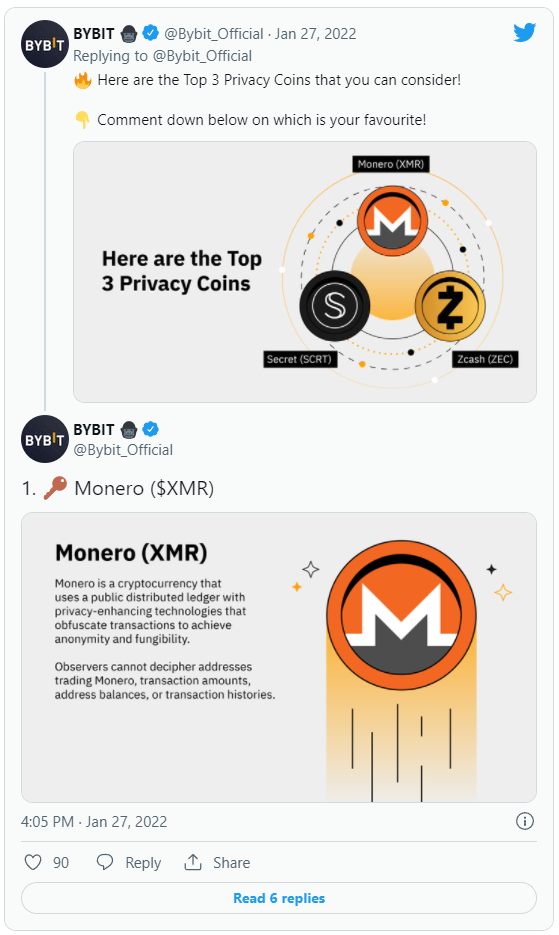 BYBIT @Bybit_Official · Jan 27, 2022
BYBIT
Replying to @Bybit_Official
🔥 Here are the Top 3 Privacy Coins that you can consider!
👇 Comment down below on which is your favourite!
Monero (XMR)
Here are the Top
3 Privacy Coins
Secret (SCRT)
Zcash (ZEC)
BYBIT
BYBIT
@Bybit_Official
1. 🔑 Monero ($XMR)
Monero (XMR)
Monero is a cryptocurrency that
uses a public distributed ledger with
privacy-enhancing technologies that
obfuscate transactions to achieve
anonymity and fungibility.
Observers cannot decipher addresses
trading Monero, transaction amounts,
address balances, or transaction histories.
4:05 PM · Jan 27, 2022
90 Reply Share
Read 6 replies